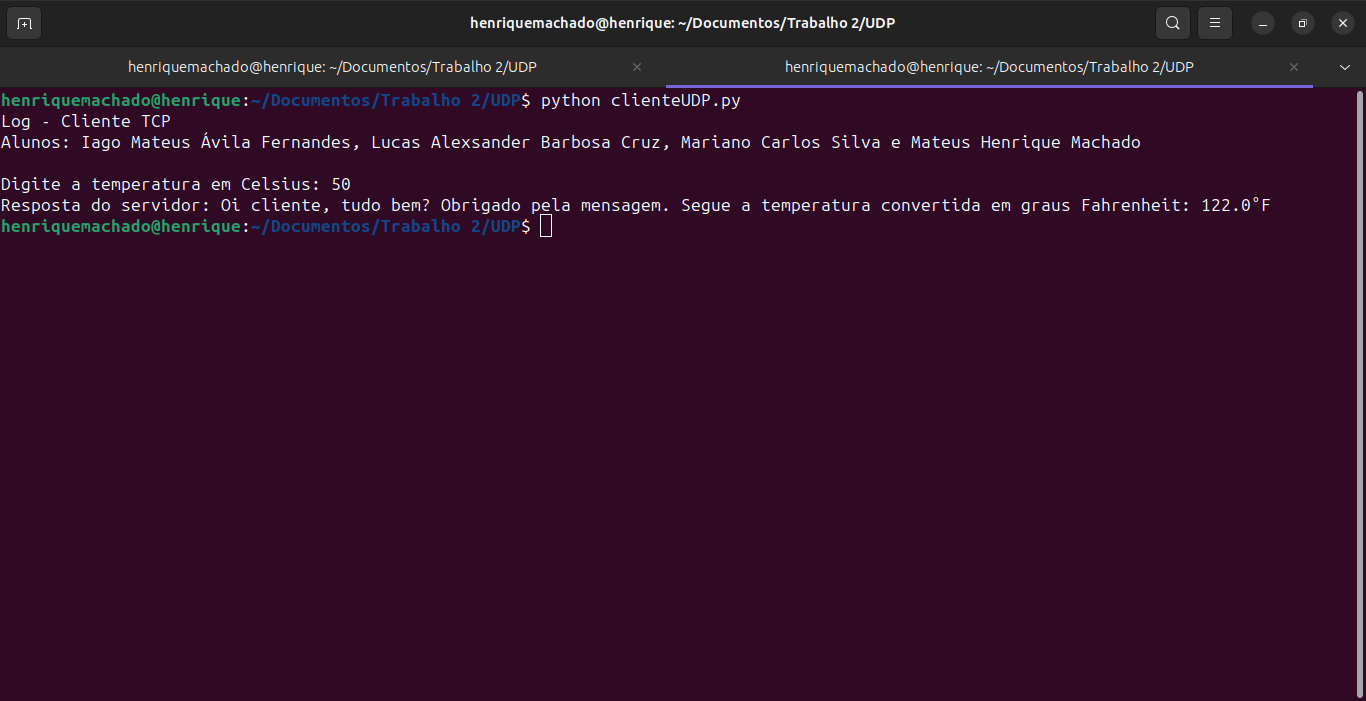 henriquemachado@henrique: ~/Documentos/Trabalho 2/UDP
henriquemachado@henrique: ~/Documentos/Trabalho 2/UDP
henriquemachado@henrique: ~/Documentos/Trabalho 2/UDP
henriquemachado@henrique:~/Documentos/Trabalho 2/UDP$ python clienteUDP.py
Log - Cliente TCP
Alunos: Iago Mateus Ávila Fernandes, Lucas Alexsander Barbosa Cruz, Mariano Carlos Silva e Mateus Henrique Machado
Digite a temperatura em Celsius: 50
Resposta do servidor: Oi cliente, tudo bem? Obrigado pela mensagem. Segue a temperatura convertida em graus Fahrenheit: 122.0°F
henriquemachado@henrique:~/Documentos/Trabalho 2/UDP$